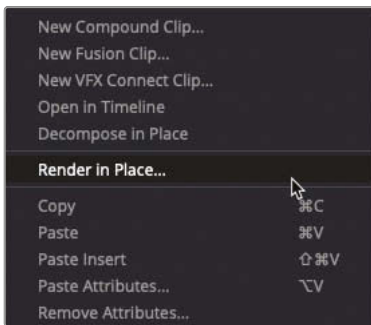 New Compound Clip...
New Fusion Clip...
New VFX Connect Clip...
Open in Timeline
Decompose in Place
Render in Place...
Copy ⌘C
Paste ⌘V
Paste Insert ⇧⌘V
Paste Attributes... ⌥V
Remove Attributes...